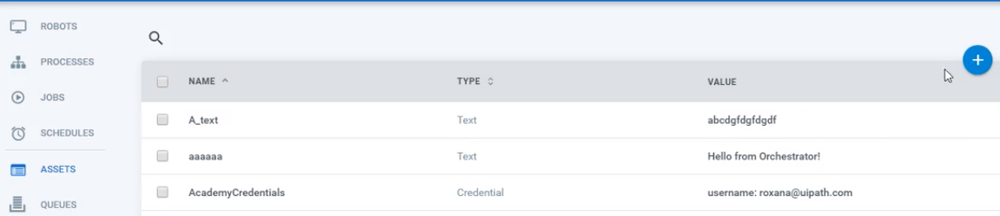 ROBOTS
PROCESSES
JOBS
SCHEDULES
ASSETS
QUEUES
NAME TYPE VALUE
A_text Text abcdgfdgfdgdf
aaaaaa Text Hello from Orchestrator!
AcademyCredentials Credential username: roxana@uipath.com